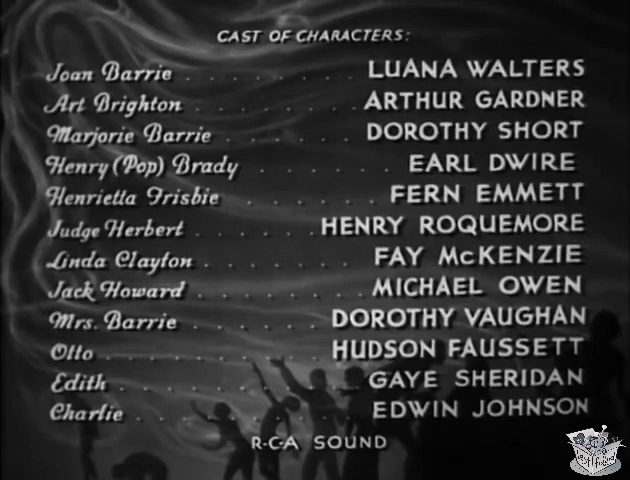 CAST OF CHARACTERS:
Joan Barrie . . . . . . . . . LUANA WALTERS
Art Brighton . . . . . . . . . ARTHUR GARDNER
Marjorie Barrie . . . . . . . DOROTHY SHORT
Henry (Pop) Brady . . . . . . EARL DWIRE
Henrietta Frisbie . . . . . . . FERN EMMETT
Judge Herbert . . . . . . HENRY ROQUEMORE
Linda Clayton . . . . . . . . FAY McKENZIE
Jack Howard . . . . . . . . MICHAEL OWEN
Mrs. Barrie . . . . . . . DOROTHY VAUGHAN
Otto . . . . . . . . . . . HUDSON FAUSSETT
Edith . . . . . . . . . . . . GAYE SHERIDAN
Charlie . . . . . . . . . . . EDWIN JOHNSON
R-C-A SOUND